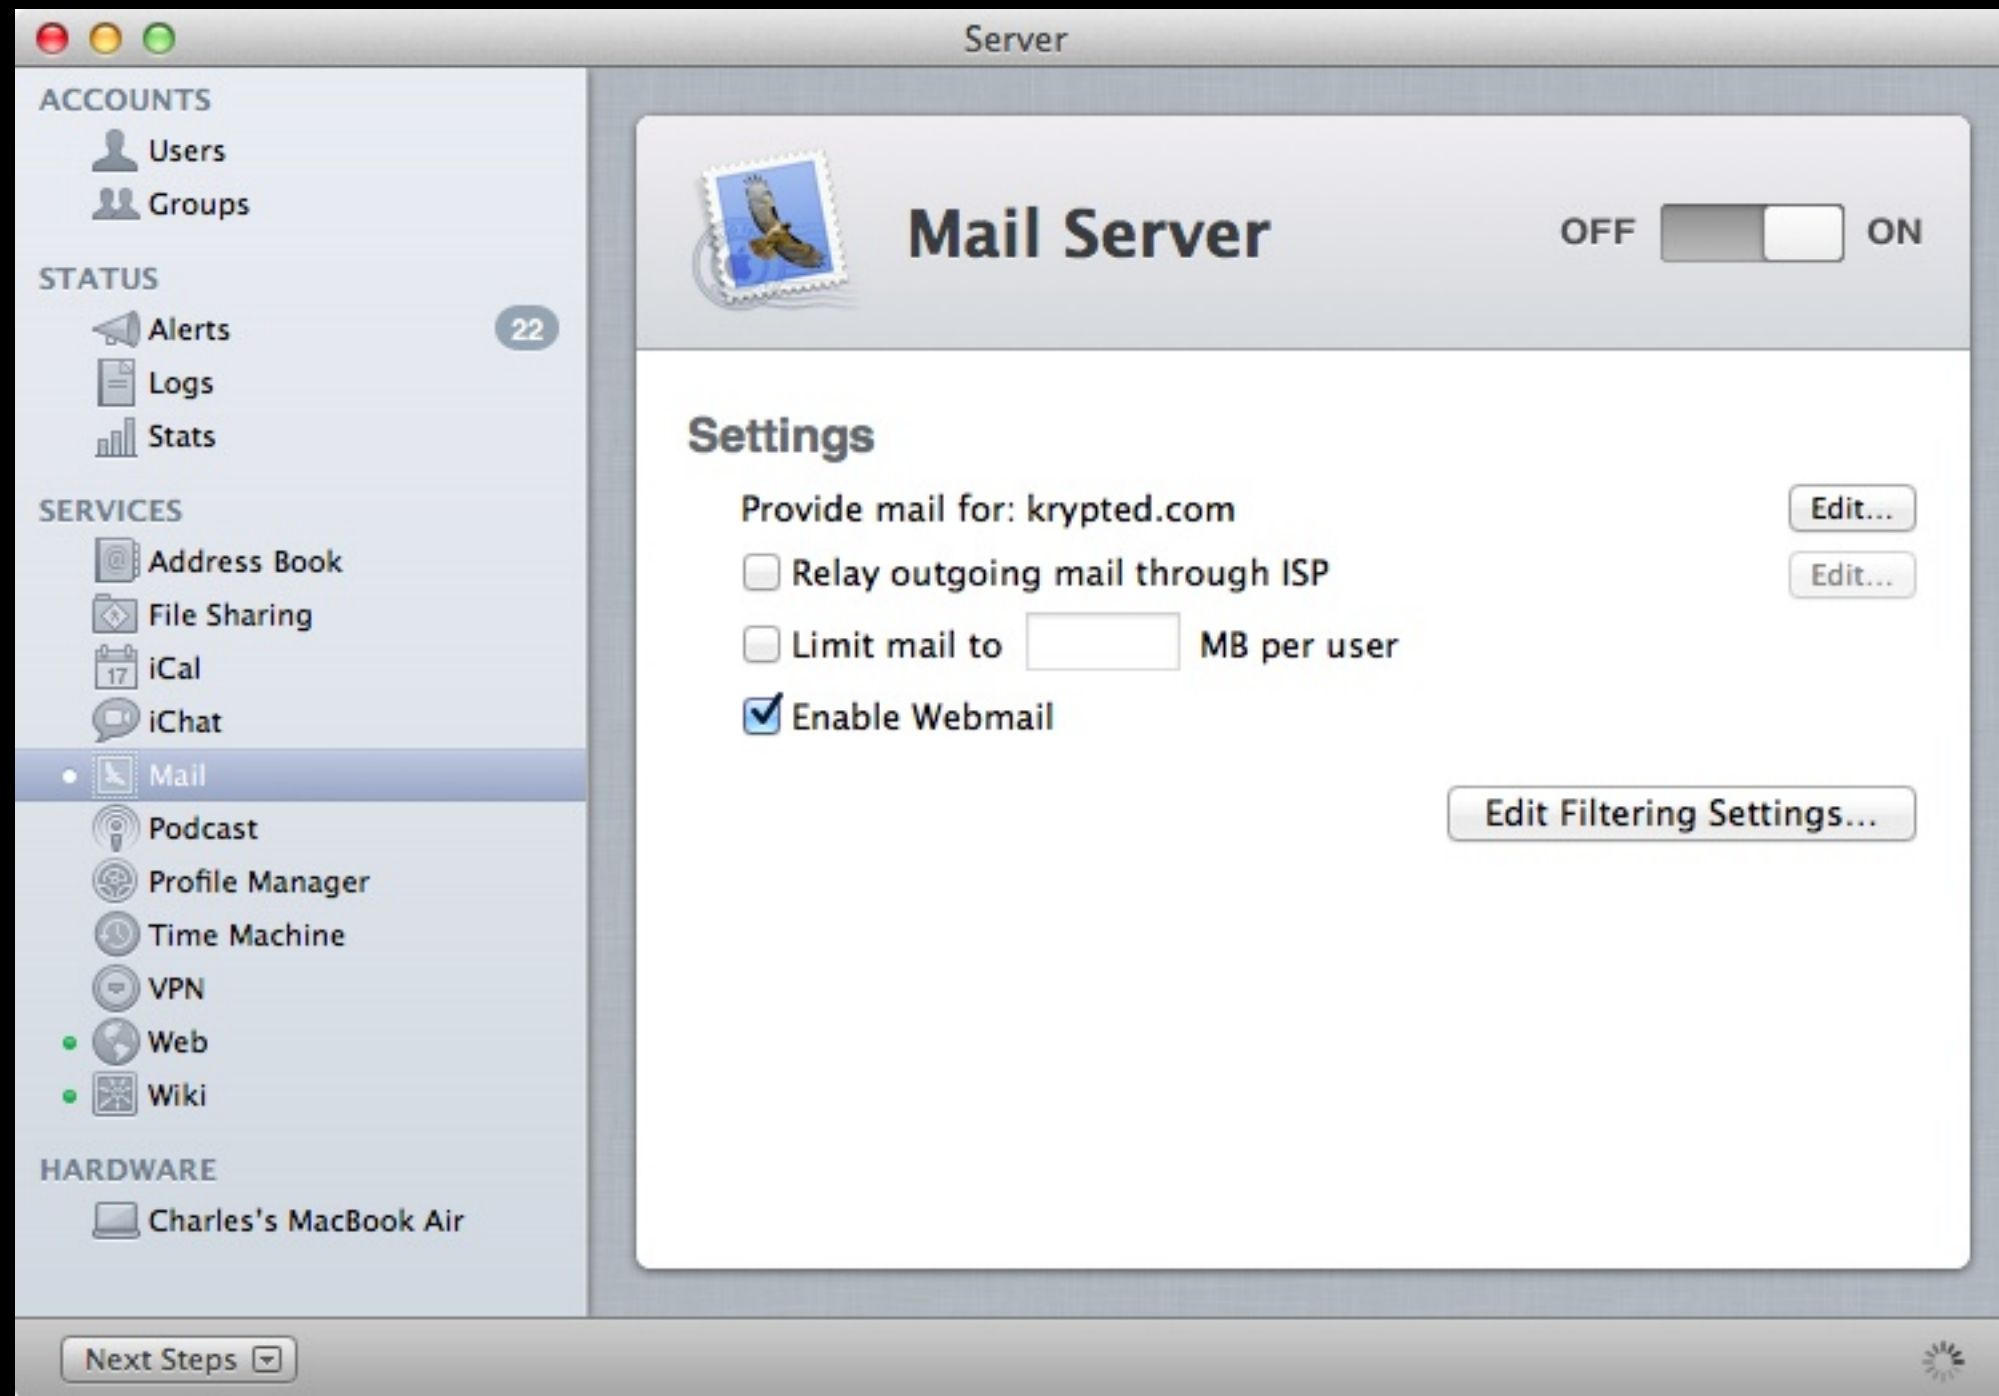 Server
ACCOUNTS
Users
Groups
STATUS
Alerts 22
Logs
Stats
SERVICES
Address Book
File Sharing
17 iCal
iChat
Mail
Podcast
Profile Manager
Time Machine
VPN
Web
Wiki
HARDWARE
Charles's MacBook Air
Next Steps
Mail Server OFF ON
Settings
Provide mail for: krypted.com Edit...
Relay outgoing mail through ISP Edit...
Limit mail to MB per user
Enable Webmail
Edit Filtering Settings...